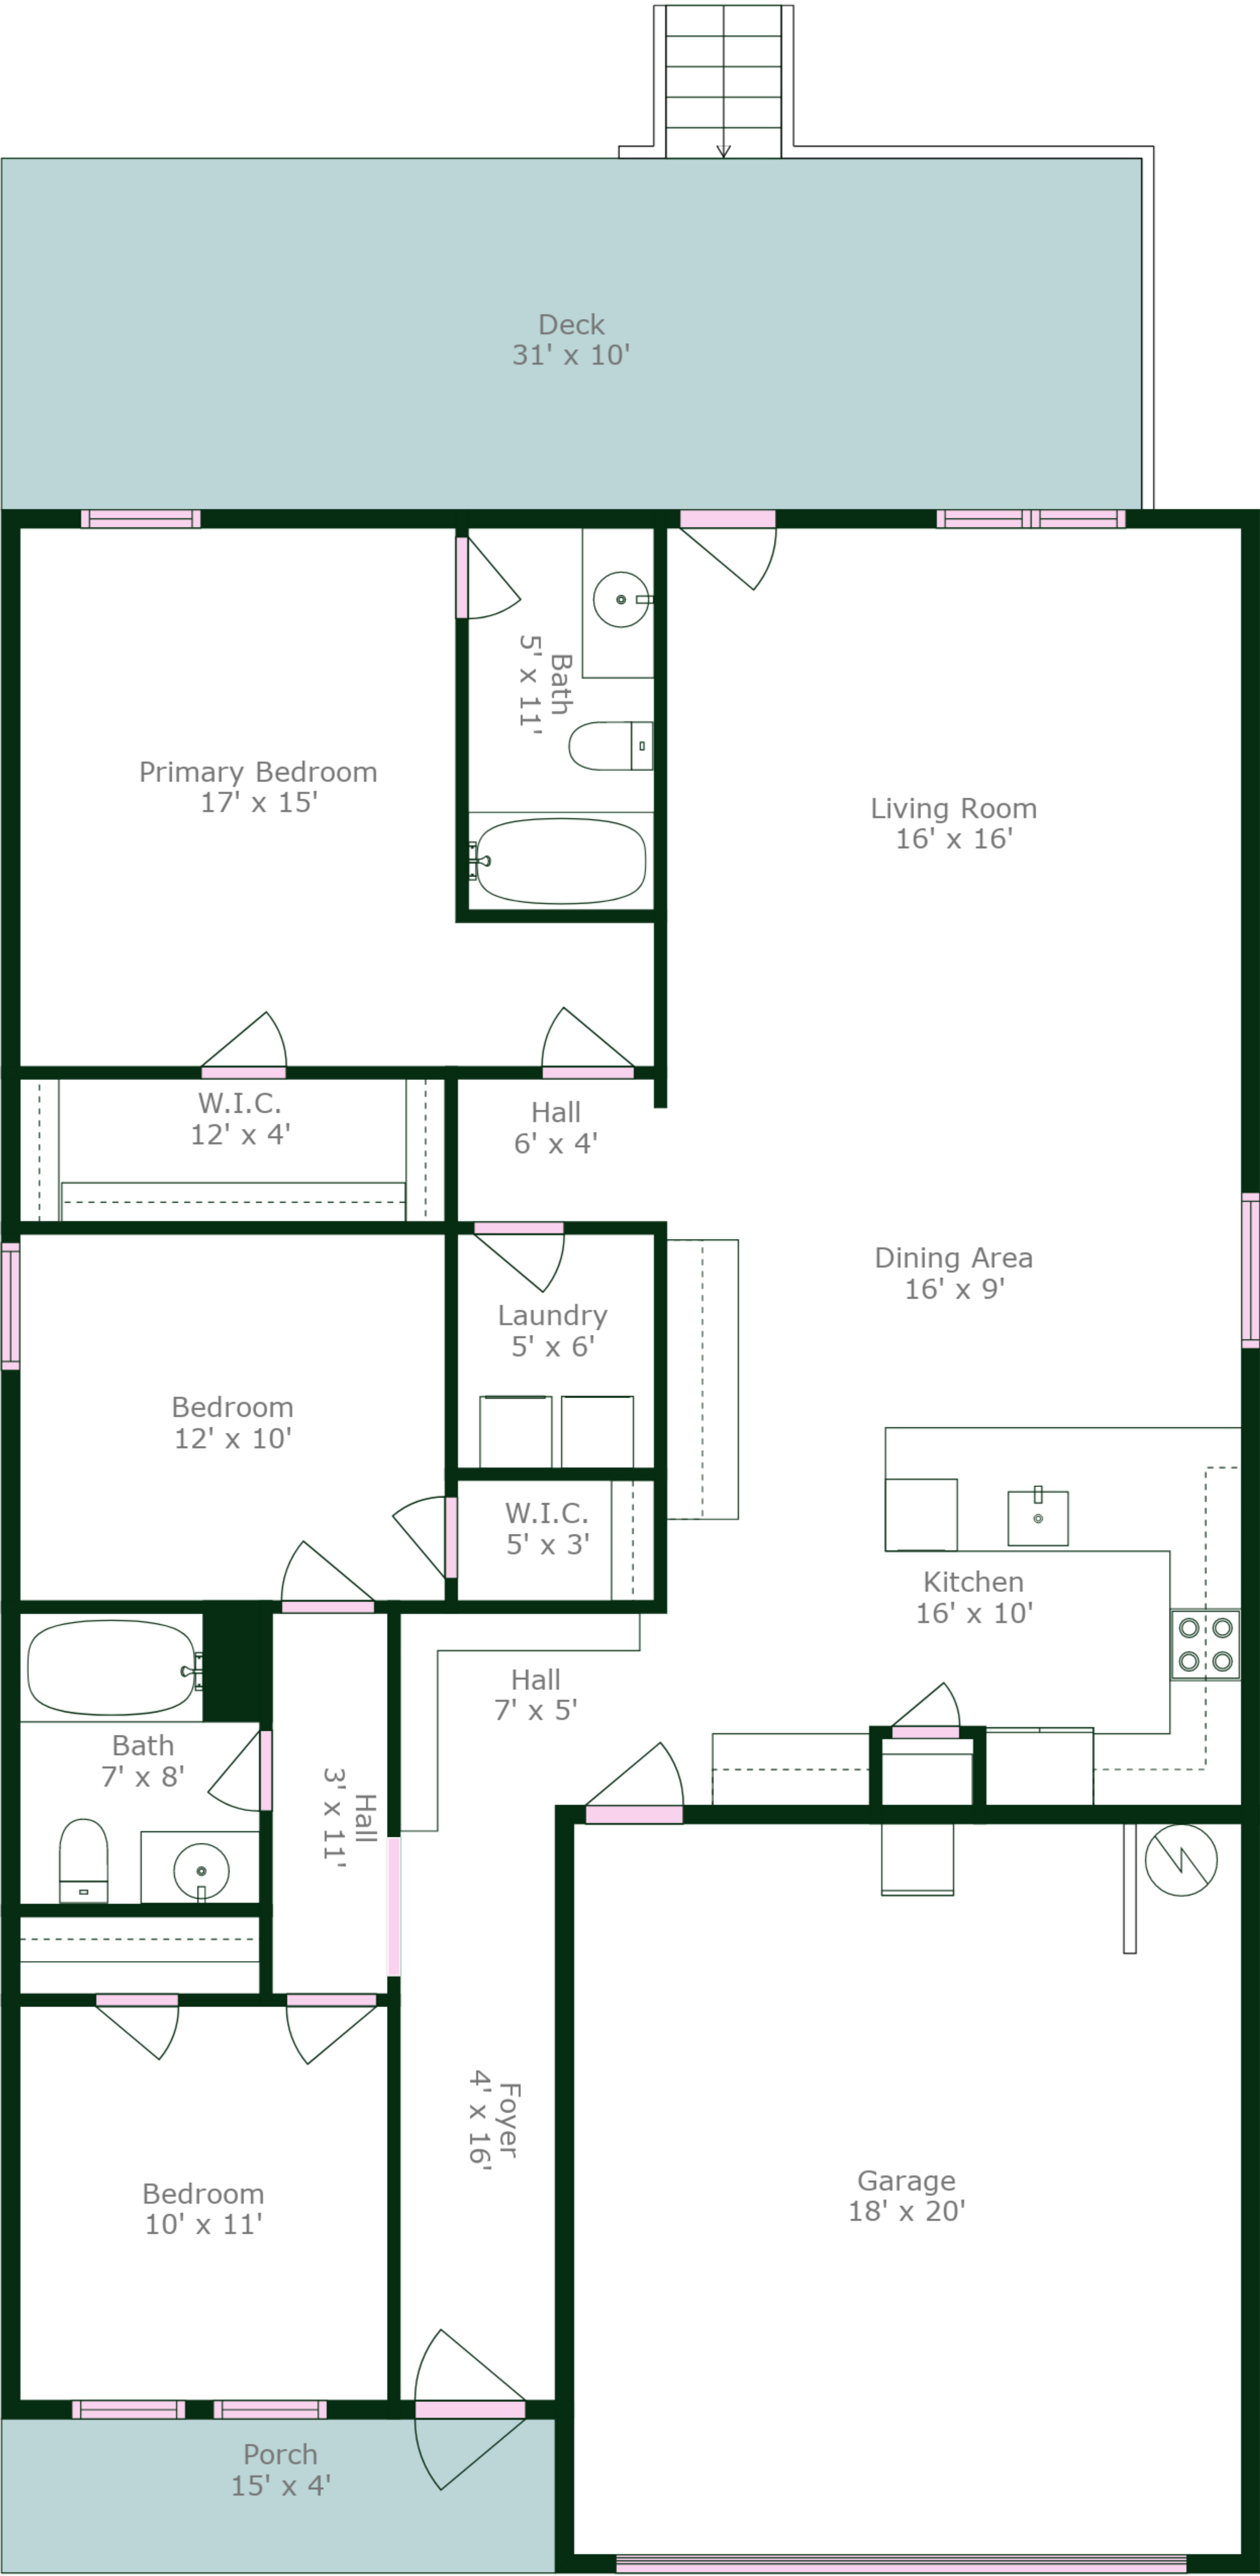 Deck
31' x 10'
Bath
5' x 11'
Primary Bedroom
17' x 15'
Living Room
16' x 16'
W.I.C.
12' x 4'
Hall
6' x 4'
Dining Area
16' x 9'
Laundry
5' x 6'
Bedroom
12' x 10'
W.I.C.
5' x 3'
Kitchen
16' x 10'
Hall
7' x 5'
Bath
7' x 8'
Hall
3' x 11'
Foyer
4' x 16'
Garage
18' x 20'
Bedroom
10' x 11'
Porch
15' x 4'